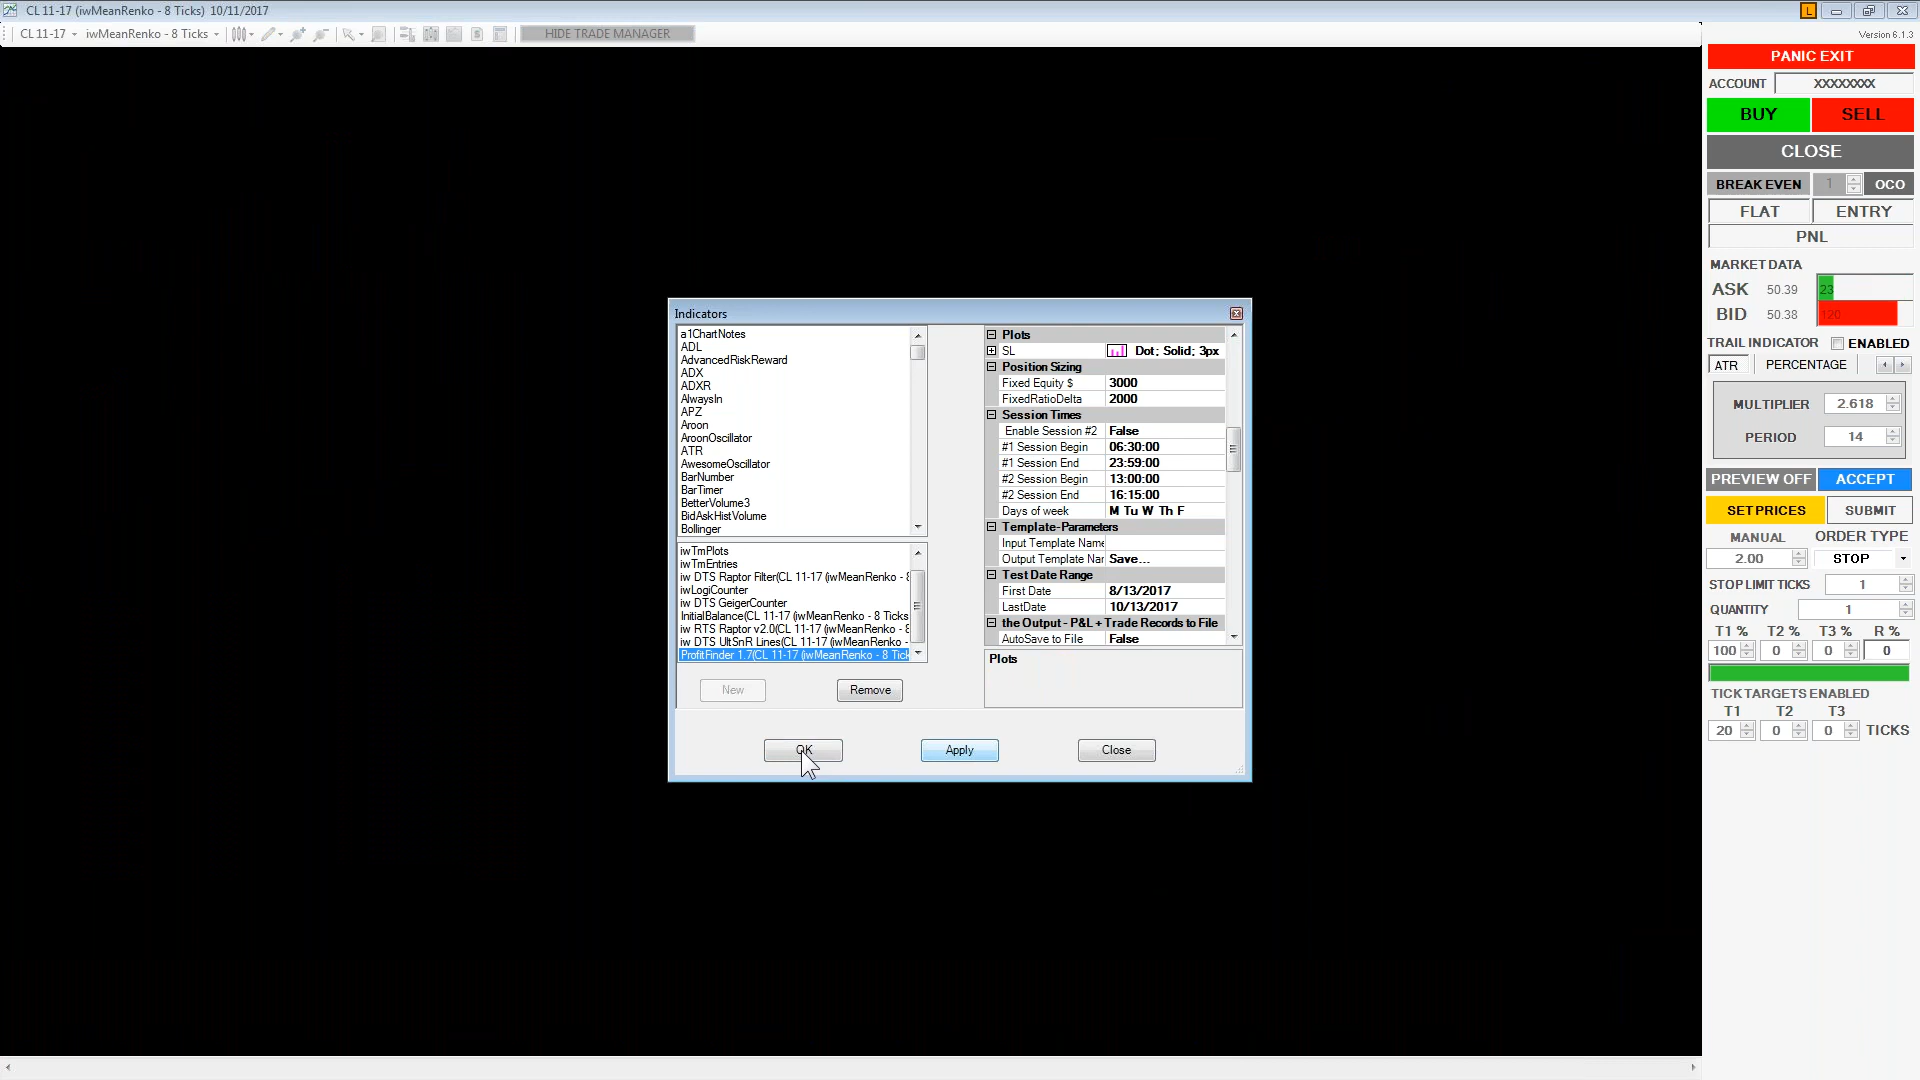 CL 11-17 (iwMeanRenko - 8 Ticks) 10/11/2017
L
CL 11-17
iwMeanRenko - 8 Ticks
HIDE TRADE MANAGER
Version 6.1.3
PANIC EXIT
ACCOUNT XXXXXXXX
BUY SELL
CLOSE
BREAK EVEN 1 OCO
FLAT ENTRY
PNL
MARKET DATA
ASK 50.39 23
BID 50.38 120
TRAIL INDICATOR ENABLED
ATR PERCENTAGE
MULTIPLIER 2.618
PERIOD 14
PREVIEW OFF ACCEPT
SET PRICES SUBMIT
MANUAL ORDER TYPE
2.00 STOP
STOP LIMIT TICKS 1
QUANTITY 1
T1 % T2 % T3 % R %
100 0 0 0
TICK TARGETS ENABLED
T1 T2 T3
20 0 0 TICKS
Indicators
a1ChartNotes
ADL
AdvancedRiskReward
ADX
ADXR
AlwaysIn
APZ
Aroon
AroonOscillator
ATR
AwesomeOscillator
BarNumber
BarTimer
BetterVolume3
BidAskHistVolume
Bollinger
iwTmPlots
iwTmEntries
iw DTS Raptor Filter(CL 11-17 (iwMeanRenko - 8
iwLogiCounter
iw DTS GeigerCounter
InitialBalance(CL 11-17 (iwMeanRenko - 8 Ticks
iw RTS Raptor v2.0(CL 11-17 (iwMeanRenko - 8
iw DTS UltSnR Lines(CL 11-17 (iwMeanRenko -
ProfitFinder 1.7(CL 11-17 (iwMeanRenko - 8 Tick
New Remove
Plots
SL Dot; Solid; 3px
Position Sizing
Fixed Equity $ 3000
FixedRatioDelta 2000
Session Times
Enable Session #2 False
#1 Session Begin 06:30:00
#1 Session End 23:59:00
#2 Session Begin 13:00:00
#2 Session End 16:15:00
Days of week M Tu W Th F
Template-Parameters
Input Template Name
Output Template Nar Save...
Test Date Range
First Date 8/13/2017
LastDate 10/13/2017
the Output - P&L + Trade Records to File
AutoSave to File False
Plots
OK Apply Close